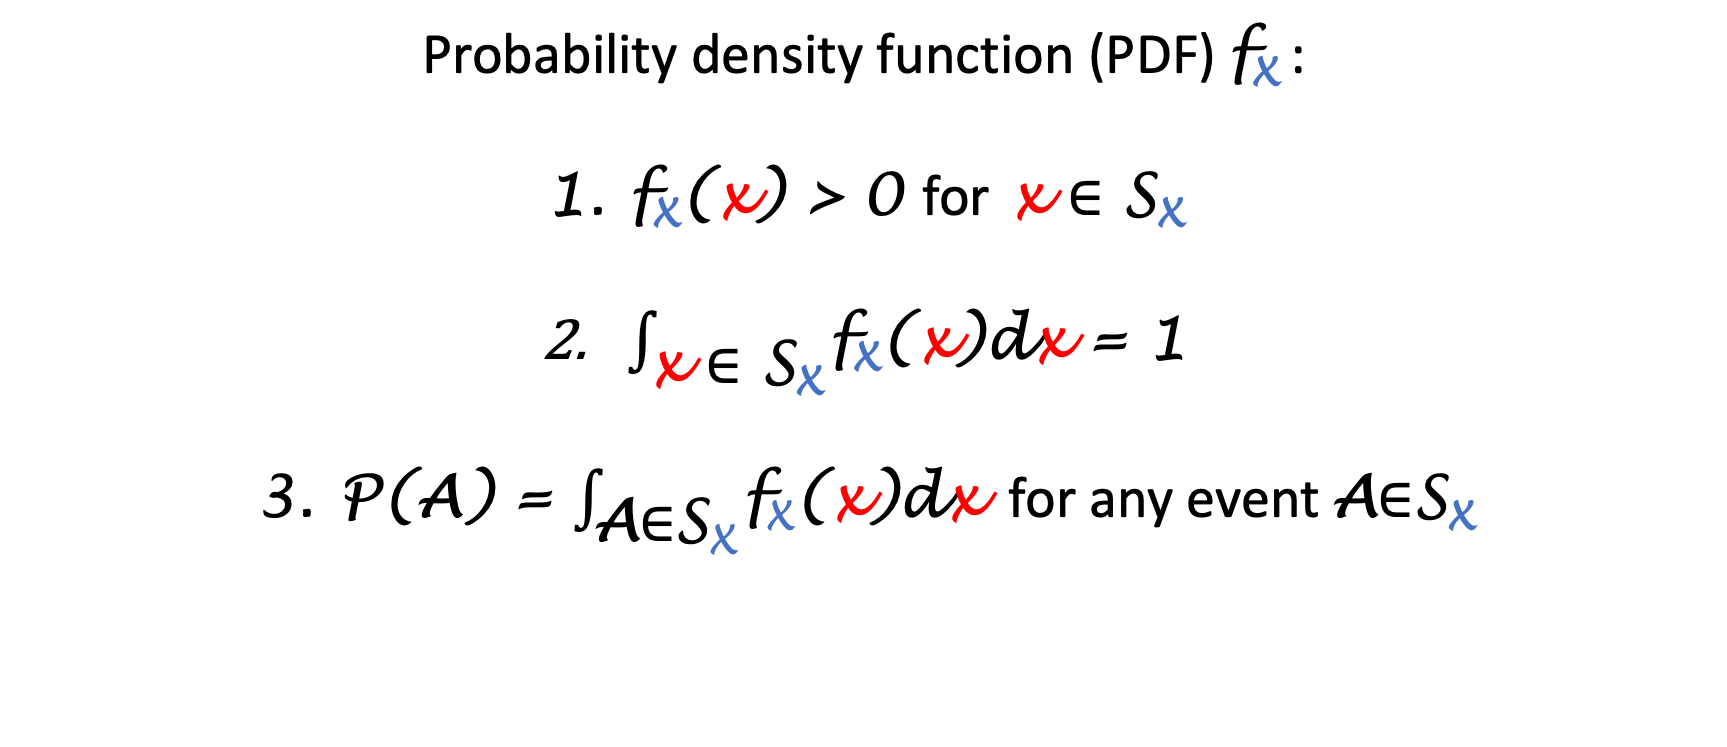 Probability density function (PDF) fₓ:
1. fₓ(x) > 0 for x ∈ Sₓ
2. ∫x∈ Sₓ fₓ(x)dx = 1
3. P(A) = ∫A∈Sₓ fₓ(x)dx for any event A∈Sₓ